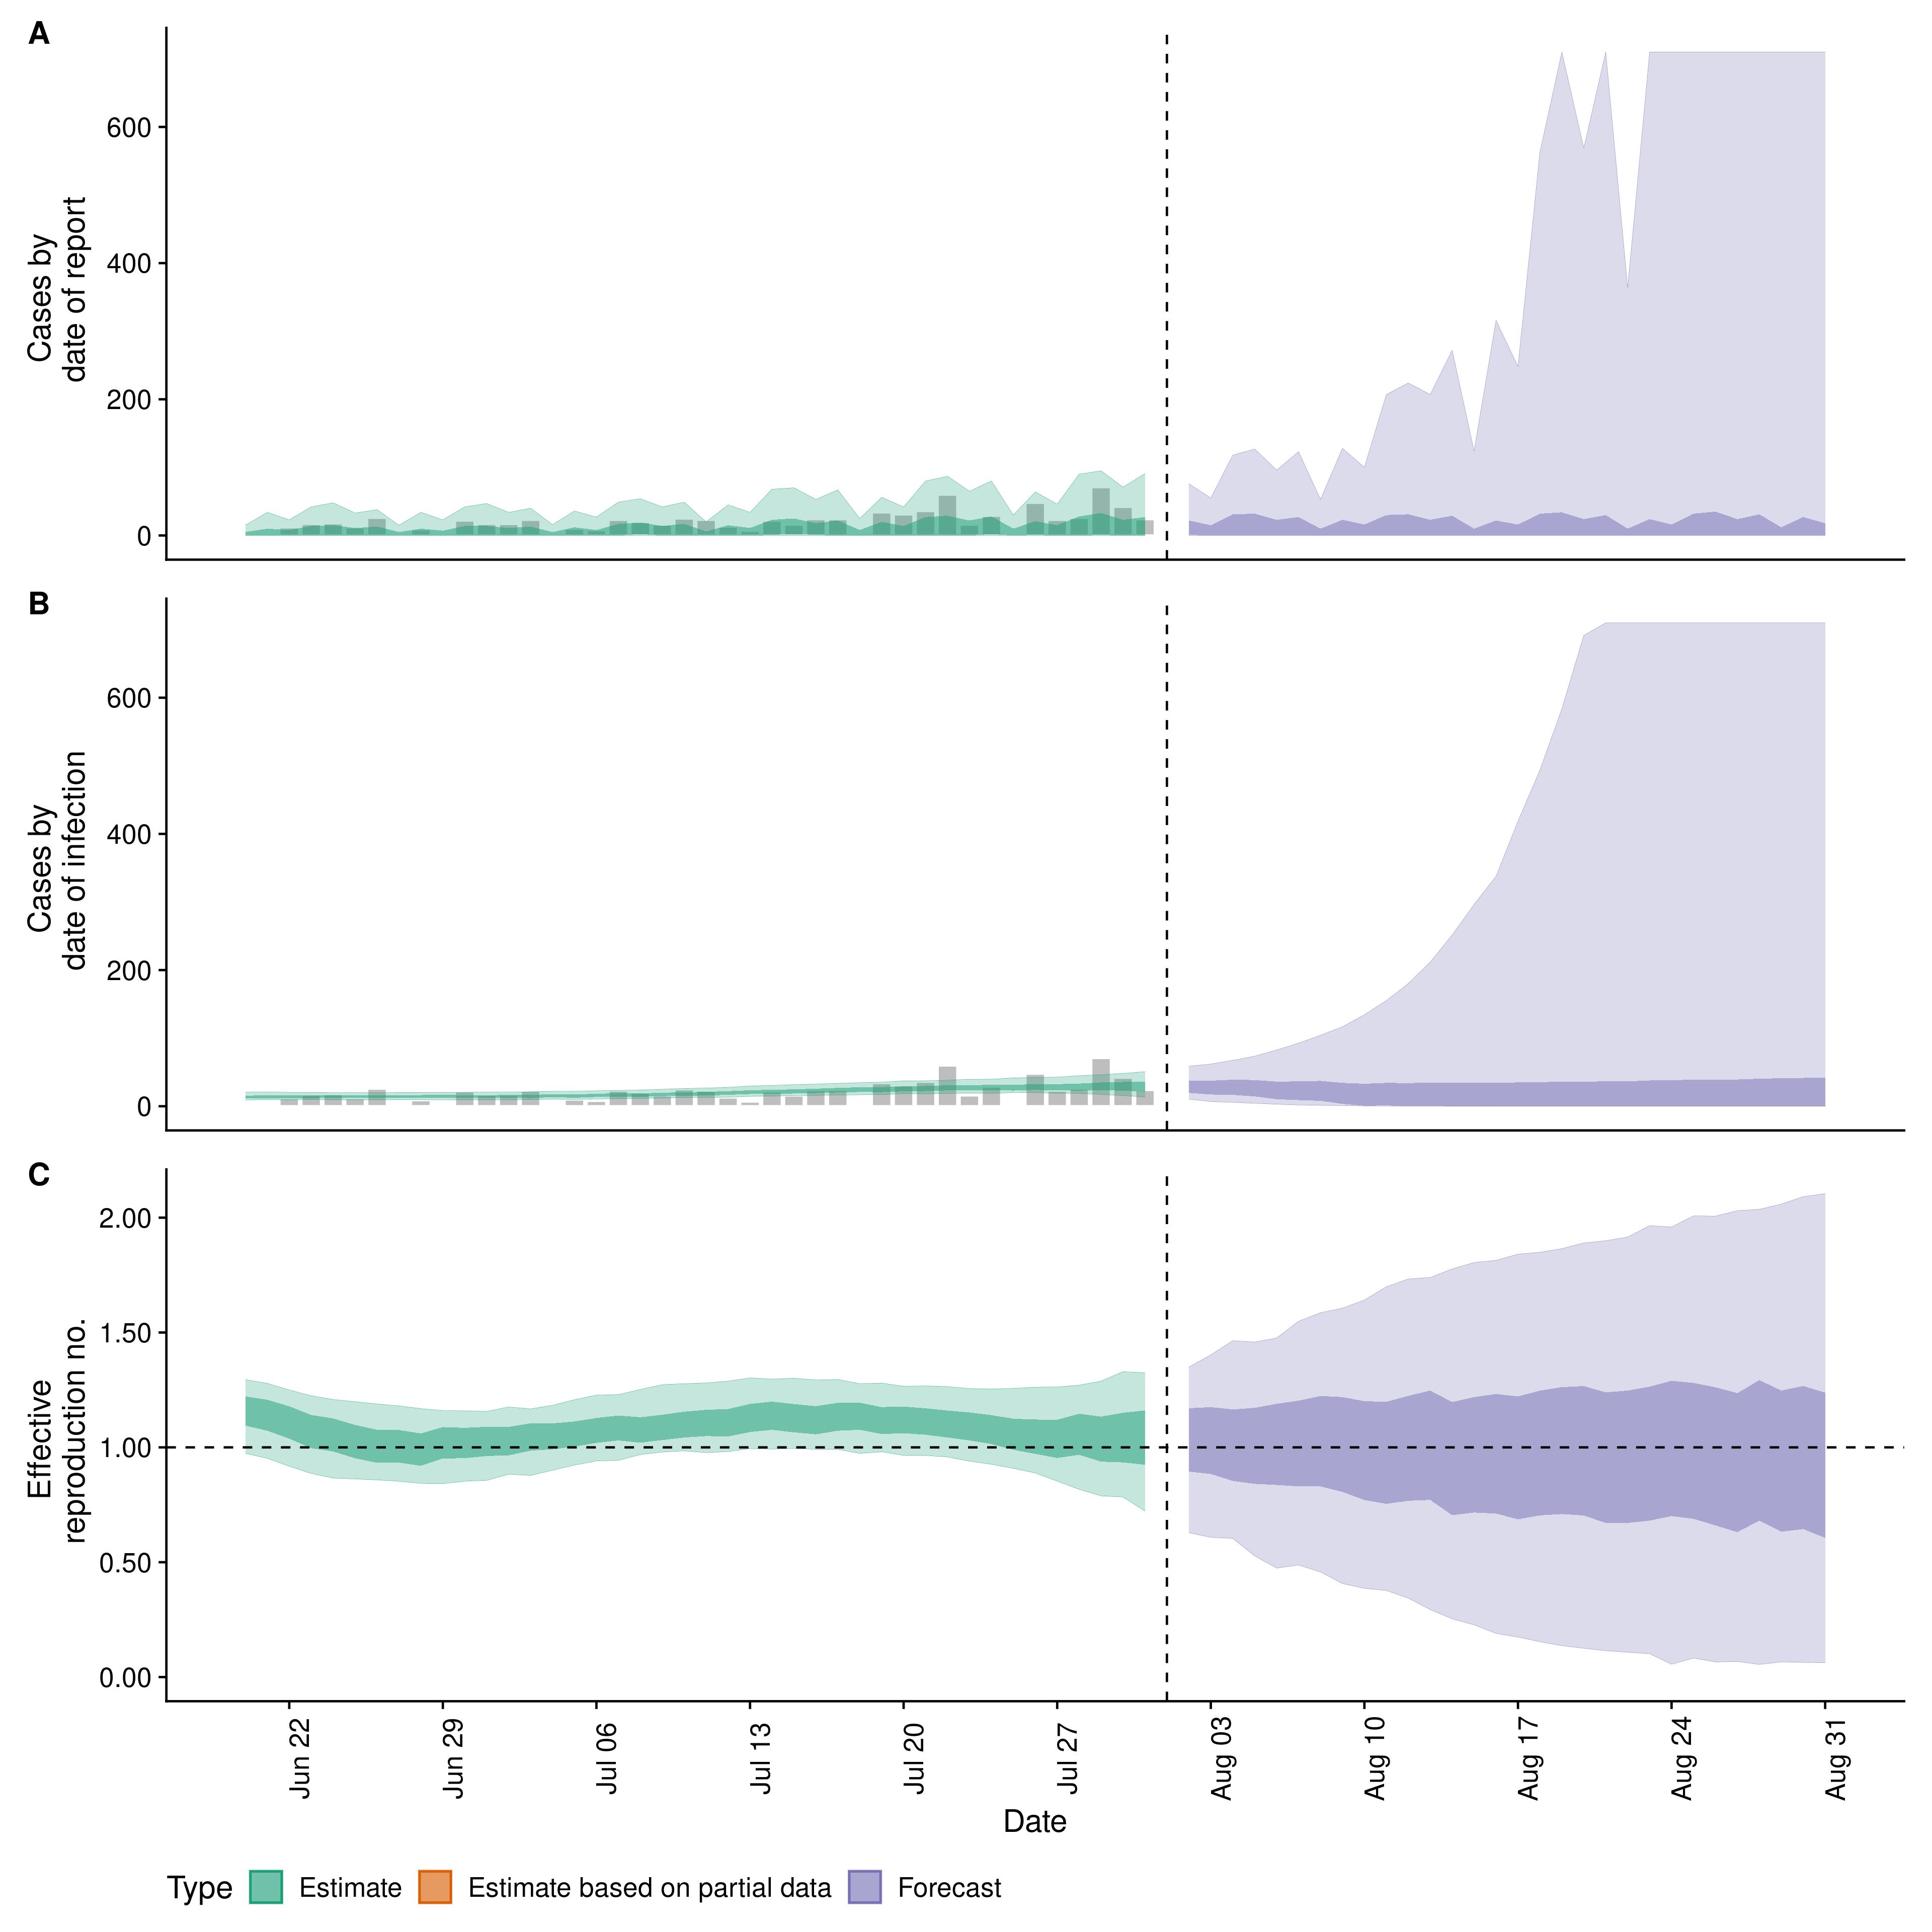 A
Cases by
date of report
600
400
200
0
B
Cases by
date of infection
600
400
200
0
C
Effective
reproduction no.
2.00
1.50
1.00
0.50
0.00
Jun 22
Jun 29
Jul 06
Jul 13
Jul 20
Jul 27
Aug 03
Aug 10
Aug 17
Aug 24
Aug 31
Date
Type Estimate Estimate based on partial data Forecast